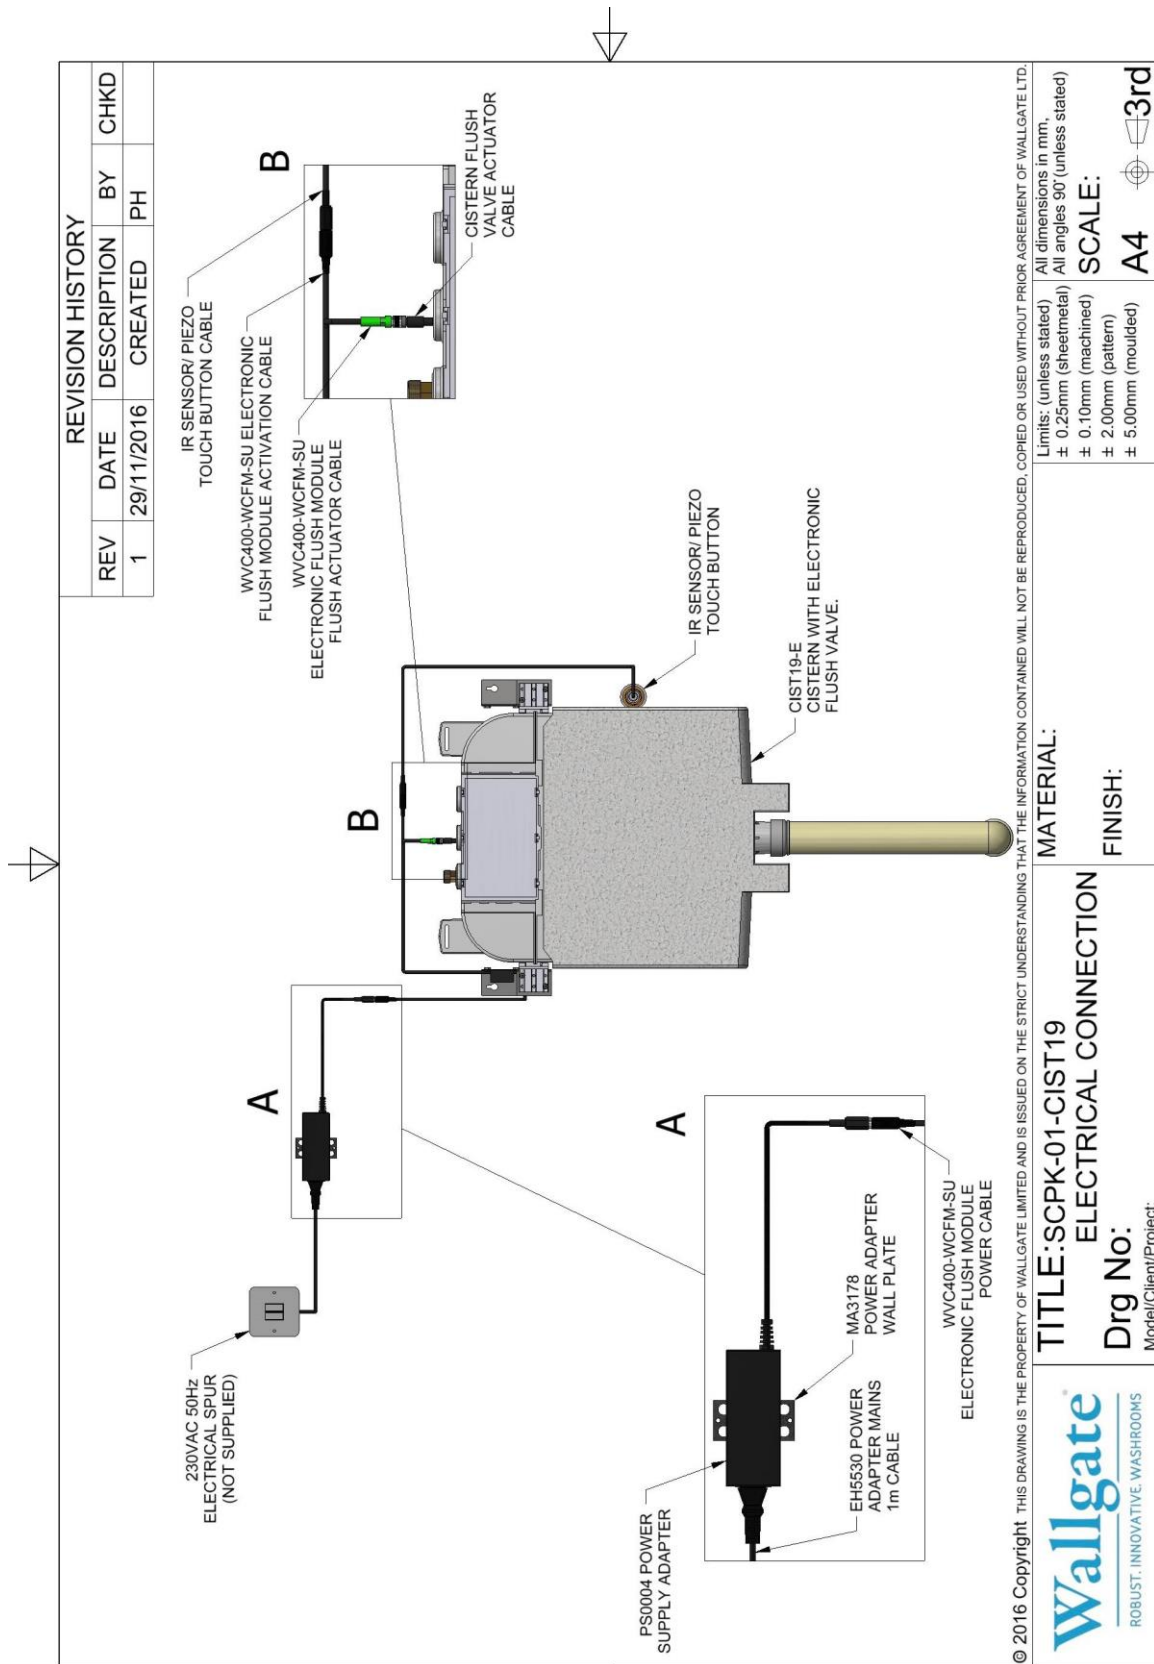 REVISION HISTORY
REV DATE DESCRIPTION BY CHKD
1 29/11/2016 CREATED PH
230VAC 50Hz
ELECTRICAL SPUR
(NOT SUPPLIED)
A
B
B
IR SENSOR/ PIEZO
TOUCH BUTTON CABLE
WVC400-WCFM-SU ELECTRONIC
FLUSH MODULE ACTIVATION CABLE
WVC400-WCFM-SU
ELECTRONIC FLUSH MODULE
FLUSH ACTUATOR CABLE
CISTERN FLUSH
VALVE ACTUATOR
CABLE
IR SENSOR/ PIEZO
TOUCH BUTTON
CIST19-E
CISTERN WITH ELECTRONIC
FLUSH VALVE.
A
PS0004 POWER
SUPPLY ADAPTER
EH5530 POWER
ADAPTER MAINS
1m CABLE
MA3178
POWER ADAPTER
WALL PLATE
WVC400-WCFM-SU
ELECTRONIC FLUSH MODULE
POWER CABLE
© 2016 Copyright THIS DRAWING IS THE PROPERTY OF WALLGATE LIMITED AND IS ISSUED ON THE STRICT UNDERSTANDING THAT THE INFORMATION CONTAINED WILL NOT BE REPRODUCED, COPIED OR USED WITHOUT PRIOR AGREEMENT OF WALLGATE LTD.
Wallgate
ROBUST. INNOVATIVE. WASHROOMS
TITLE:SCPK-01-CIST19
ELECTRICAL CONNECTION
Drg No:
Model/Client/Project:
MATERIAL:
FINISH:
Limits: (unless stated)
± 0.25mm (sheetmetal)
± 0.10mm (machined)
± 2.00mm (pattern)
± 5.00mm (moulded)
All dimensions in mm,
All angles 90°(unless stated)
SCALE:
A4 3rd